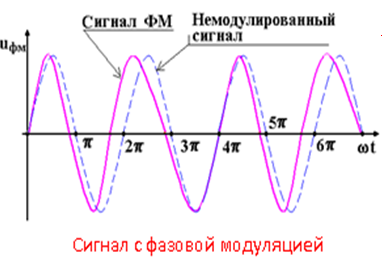 Сигнал ФМ
Немодулированный
сигнал
uфм
π
2π
3π
4π
5π
6π
ωt
Сигнал с фазовой модуляцией